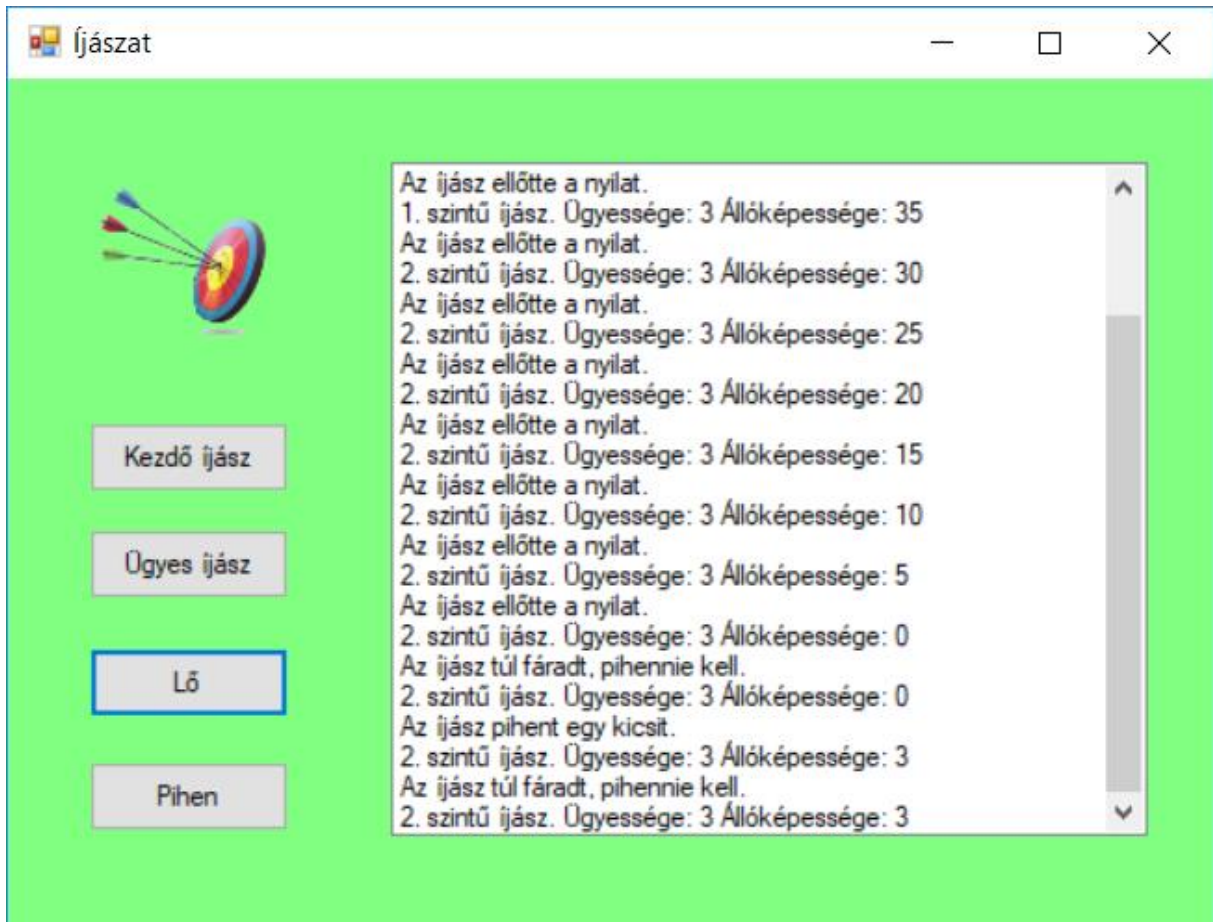 Íjászat
Az íjász ellőtte a nyilat.
1. szintű íjász. Ügyessége: 3 Állóképessége: 35
Az íjász ellőtte a nyilat.
2. szintű íjász. Ügyessége: 3 Állóképessége: 30
Az íjász ellőtte a nyilat.
2. szintű íjász. Ügyessége: 3 Állóképessége: 25
Az íjász ellőtte a nyilat.
2. szintű íjász. Ügyessége: 3 Állóképessége: 20
Az íjász ellőtte a nyilat.
2. szintű íjász. Ügyessége: 3 Állóképessége: 15
Az íjász ellőtte a nyilat.
2. szintű íjász. Ügyessége: 3 Állóképessége: 10
Az íjász ellőtte a nyilat.
2. szintű íjász. Ügyessége: 3 Állóképessége: 5
Az íjász ellőtte a nyilat.
2. szintű íjász. Ügyessége: 3 Állóképessége: 0
Az íjász túl fáradt, pihennie kell.
2. szintű íjász. Ügyessége: 3 Állóképessége: 0
Az íjász pihent egy kicsit.
2. szintű íjász. Ügyessége: 3 Állóképessége: 3
Az íjász túl fáradt, pihennie kell.
2. szintű íjász. Ügyessége: 3 Állóképessége: 3
Kezdő íjász
Ügyes íjász
Lő
Pihen